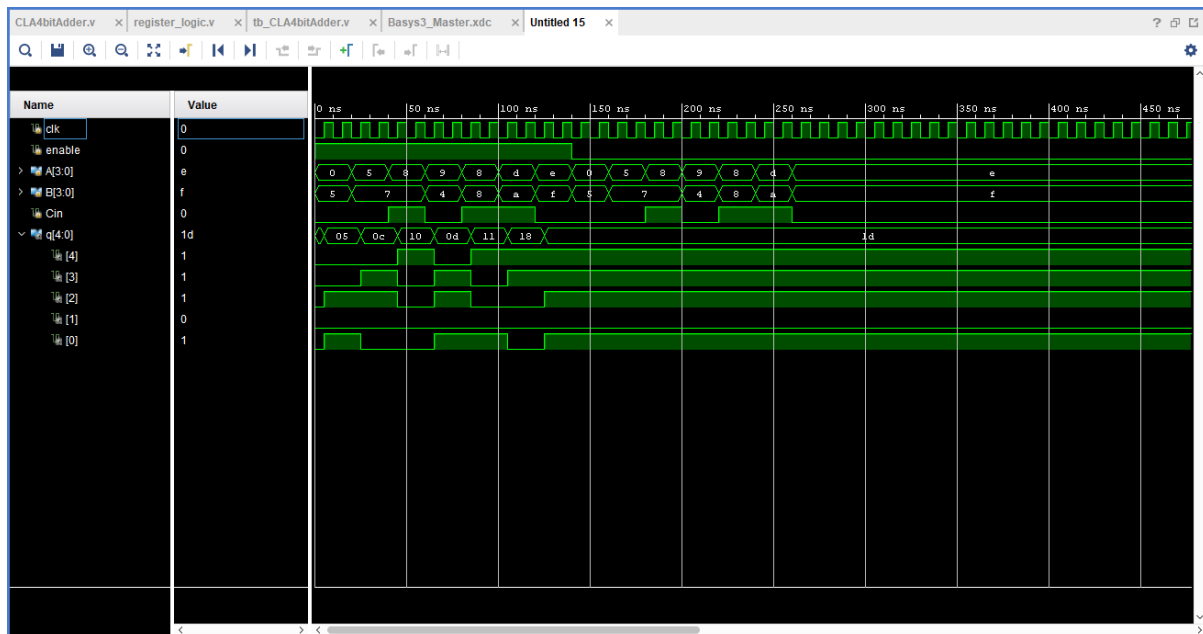 CLA4bitAdder.v × register_logic.v × tb_CLA4bitAdder.v × Basys3_Master.xdc × Untitled 15 × ?
Name Value 0 ns 50 ns 100 ns 150 ns 200 ns 250 ns 300 ns 350 ns 400 ns 450 ns
clk 0
enable 0
A[3:0] e 0 5 8 9 8 d e 0 5 8 9 8 d e
B[3:0] f 5 7 4 8 a f 5 7 4 8 a f
Cin 0
q[4:0] 1d 05 0c 10 0d 11 18 1d
[4] 1
[3] 1
[2] 1
[1] 0
[0] 1